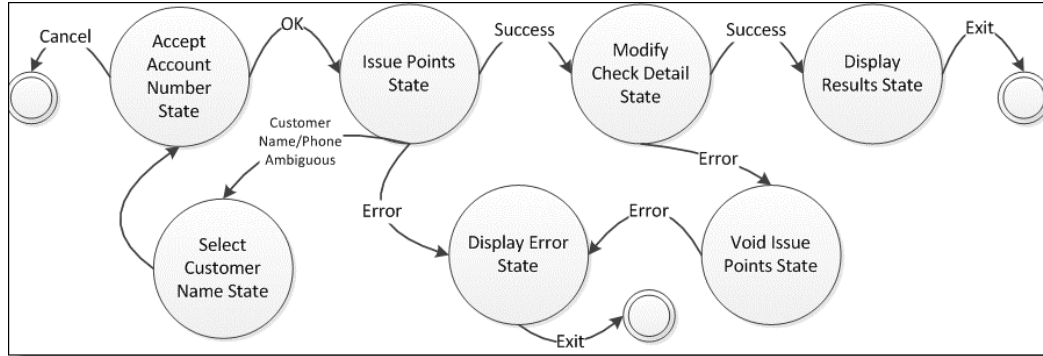 Cancel
Accept
Account
Number
State
OK
Issue Points
State
Success
Modify
Check Detail
State
Success
Display
Results State
Exit
Customer
Name/Phone
Ambiguous
Error
Error
Error
Select
Customer
Name State
Display Error
State
Void Issue
Points State
Exit